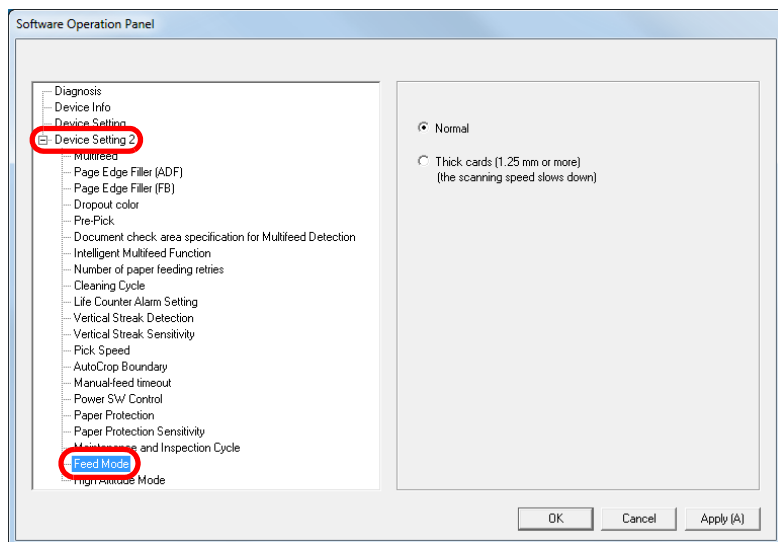 Software Operation Panel
Diagnosis
Device Info
Device Setting
Device Setting 2
Multifeed
Page Edge Filler (ADF)
Page Edge Filler (FB)
Dropout color
Pre-Pick
Document check area specification for Multifeed Detection
Intelligent Multifeed Function
Number of paper feeding retries
Cleaning Cycle
Life Counter Alarm Setting
Vertical Streak Detection
Vertical Streak Sensitivity
Pick Speed
AutoCrop Boundary
Manual-feed timeout
Power SW Control
Paper Protection
Paper Protection Sensitivity
Maintenance and Inspection Cycle
Feed Mode
High Altitude Mode
Normal
Thick cards (1.25 mm or more)
(the scanning speed slows down)
OK Cancel Apply (A)